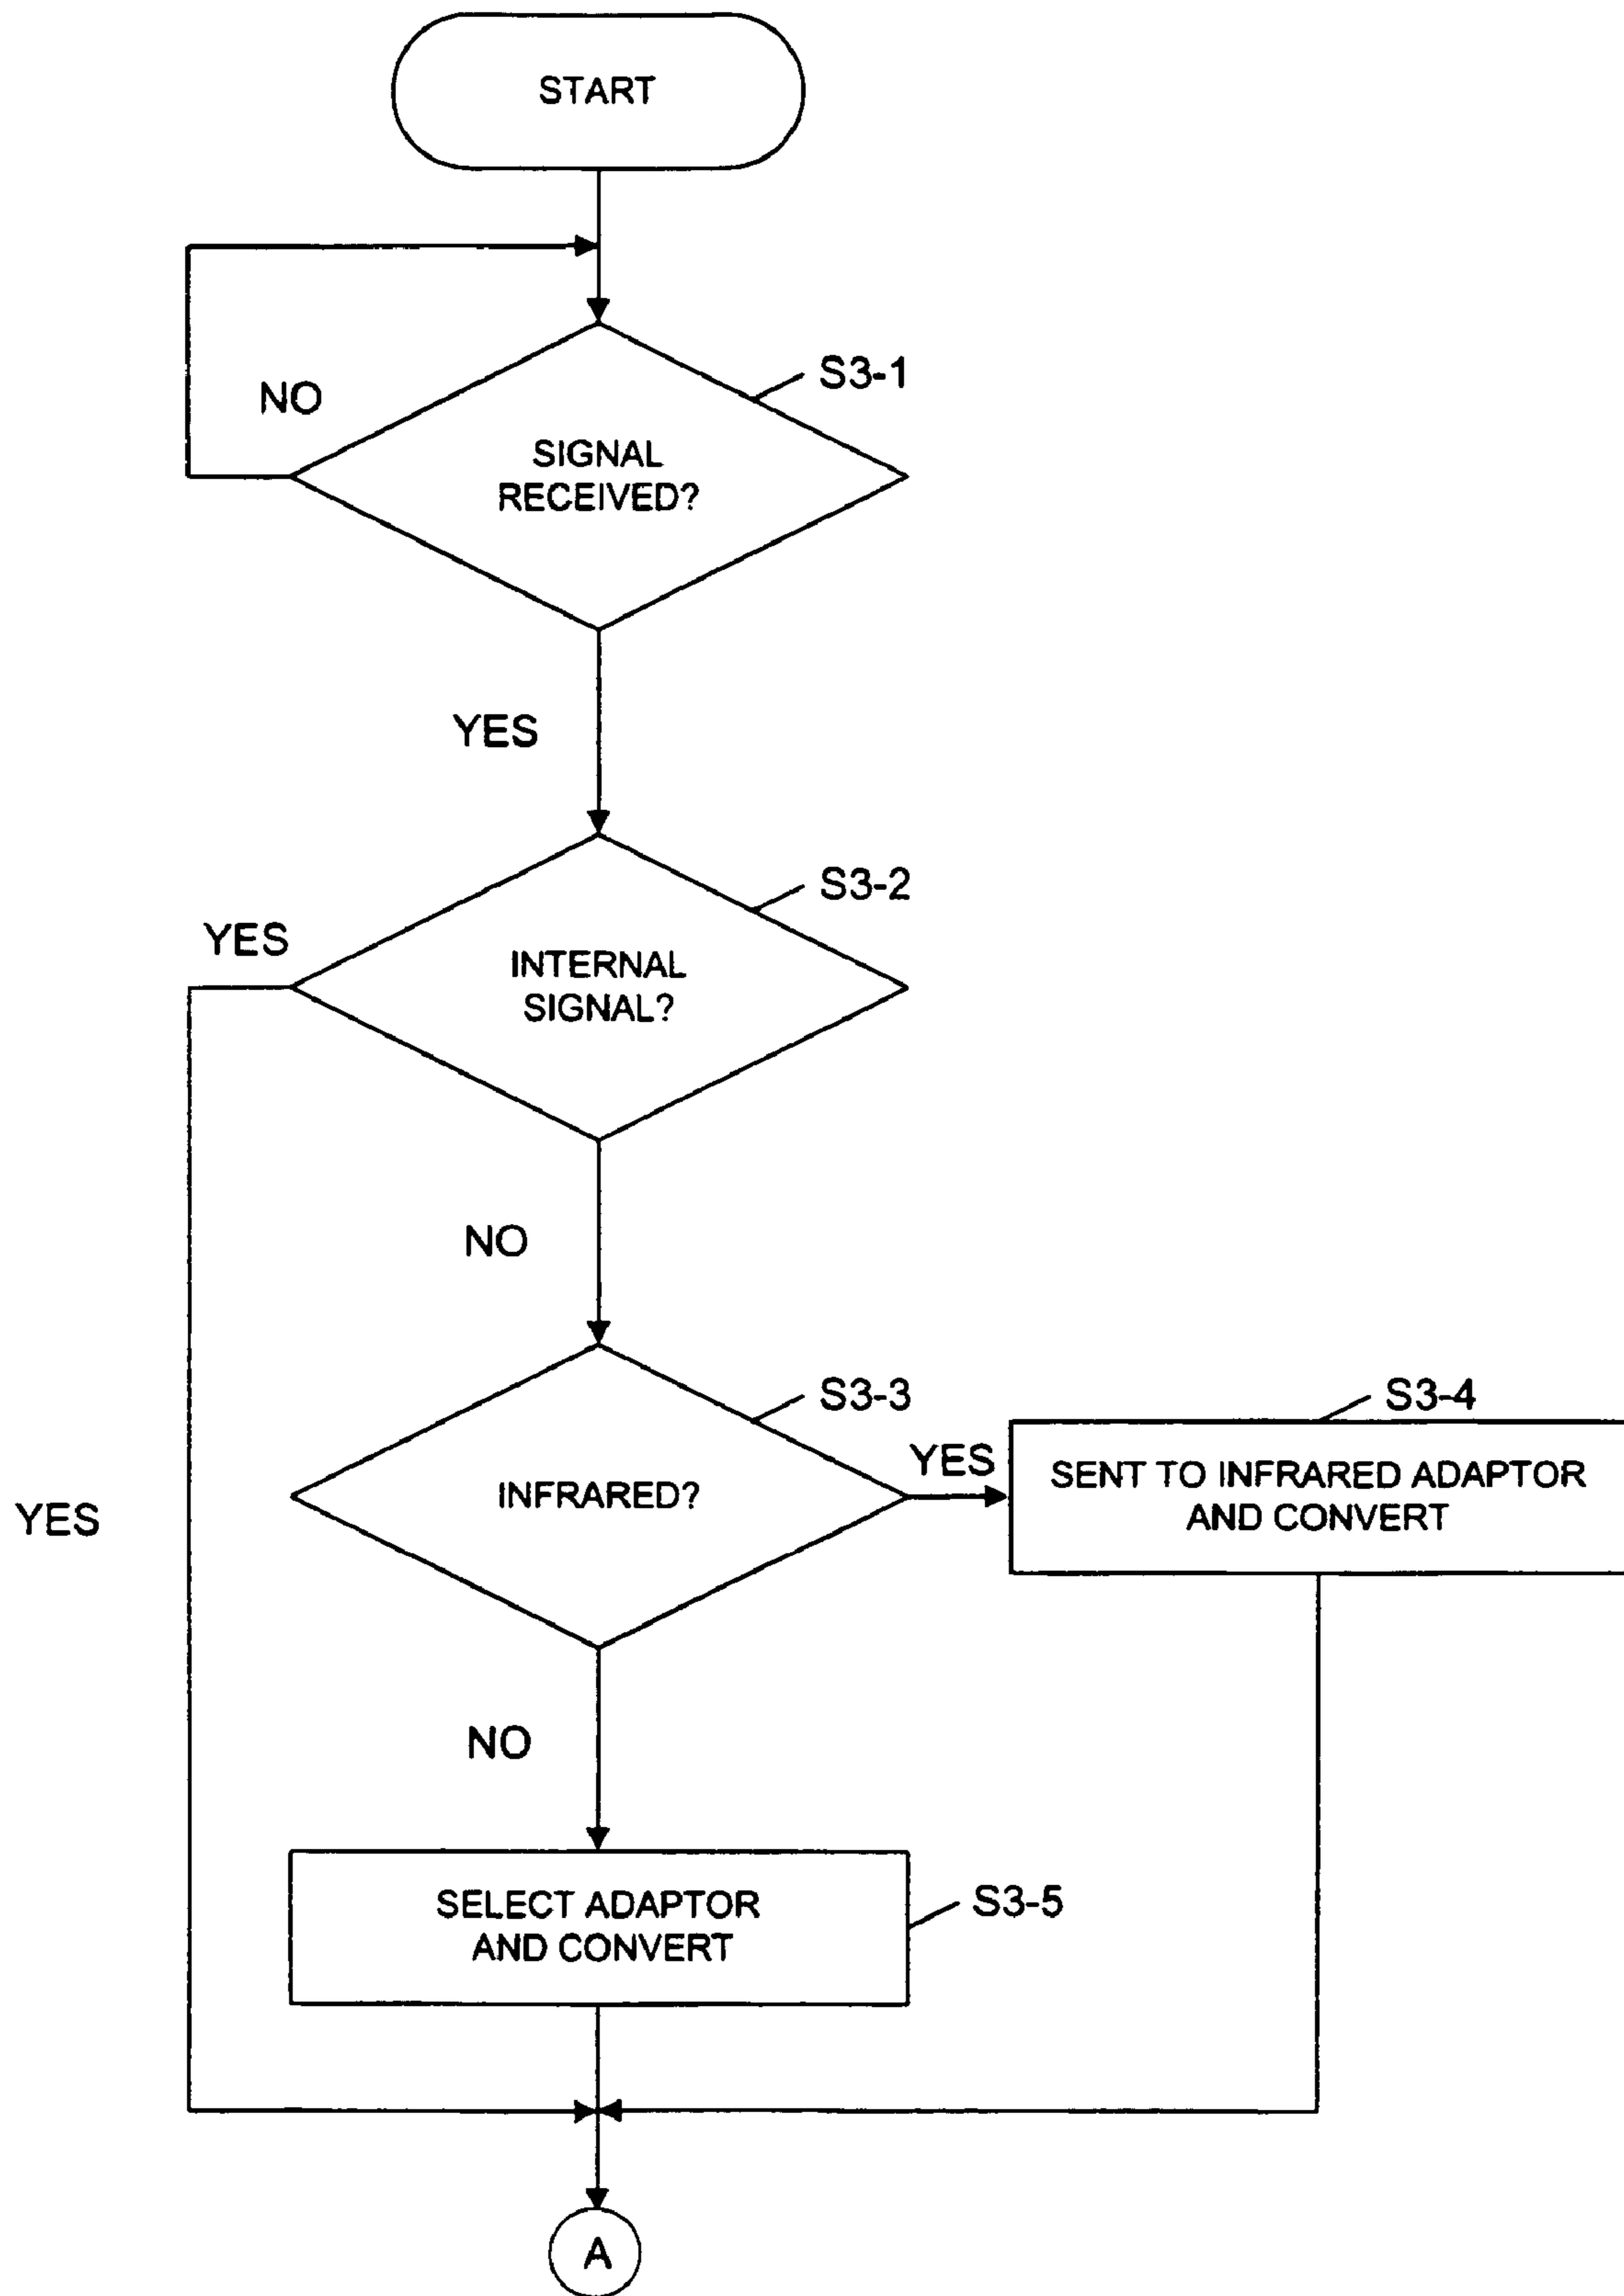 START
S3-1
NO
SIGNAL
RECEIVED?
YES
S3-2
YES
INTERNAL
SIGNAL?
NO
S3-3
S3-4
YES
SENT TO INFRARED ADAPTOR
AND CONVERT
INFRARED?
YES
NO
SELECT ADAPTOR
AND CONVERT
S3-5
A